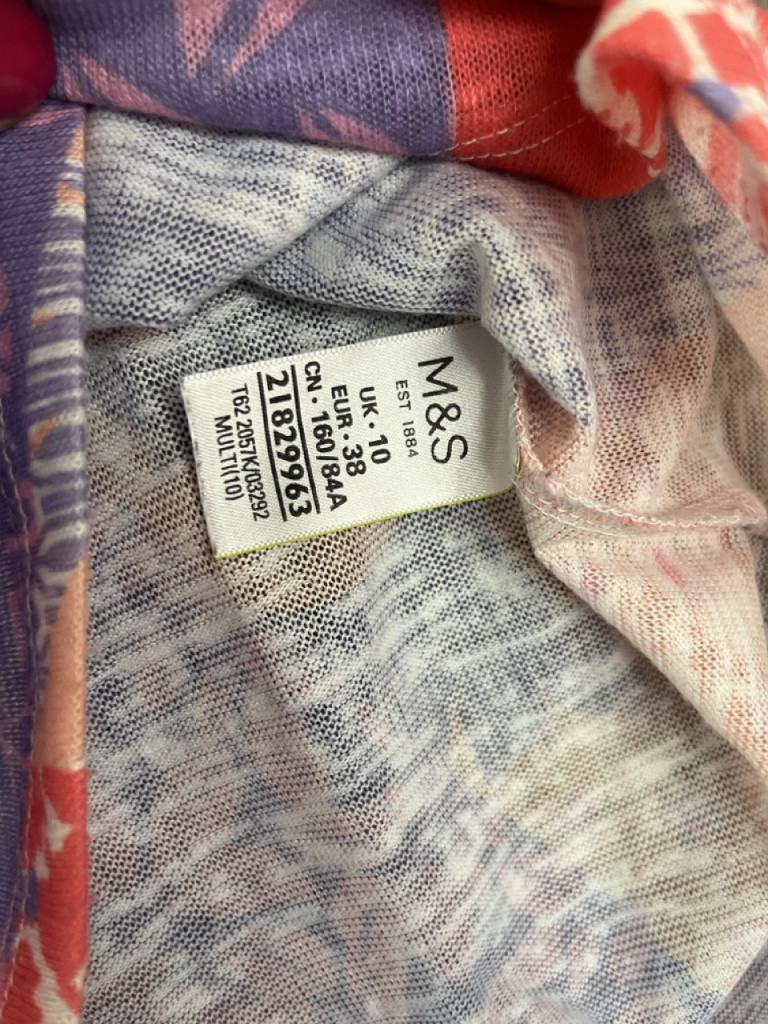 M&S
EST 1884
UK · 10
EUR · 38
CN · 160/84A
21829963
T62 2057K/03292
MULTI(10)